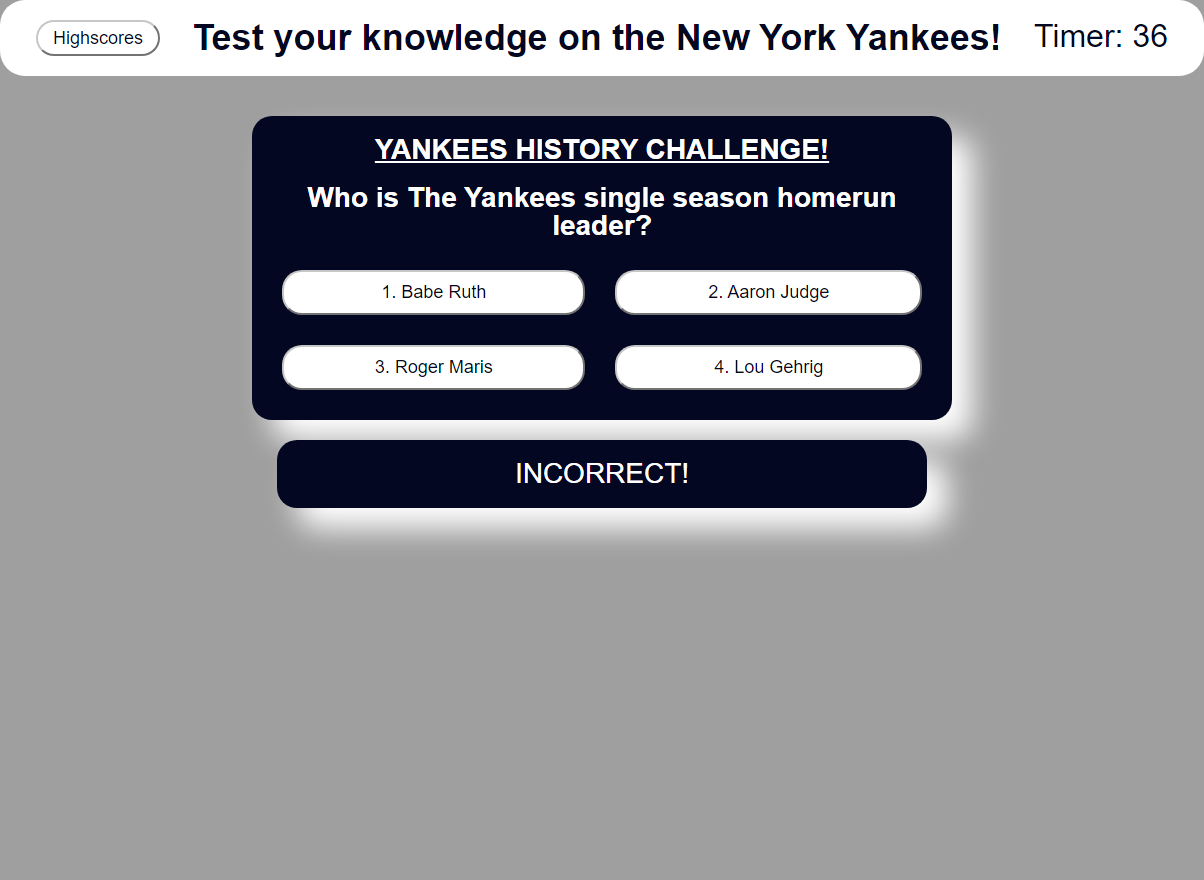 Highscores
Test your knowledge on the New York Yankees!
Timer: 36
YANKEES HISTORY CHALLENGE!
Who is The Yankees single season homerun
leader?
1. Babe Ruth
2. Aaron Judge
3. Roger Maris
4. Lou Gehrig
INCORRECT!